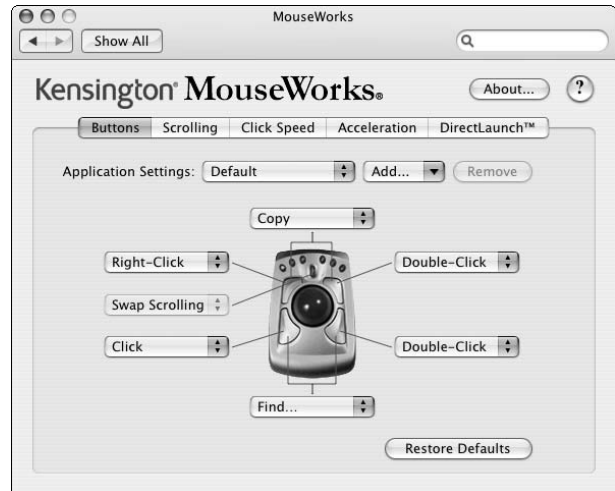 MouseWorks
Show All
Kensington® MouseWorks®
About...
?
Buttons Scrolling Click Speed Acceleration DirectLaunch™
Application Settings: Default Add... Remove
Copy
Right-Click Double-Click
Swap Scrolling
Click Double-Click
Find...
Restore Defaults